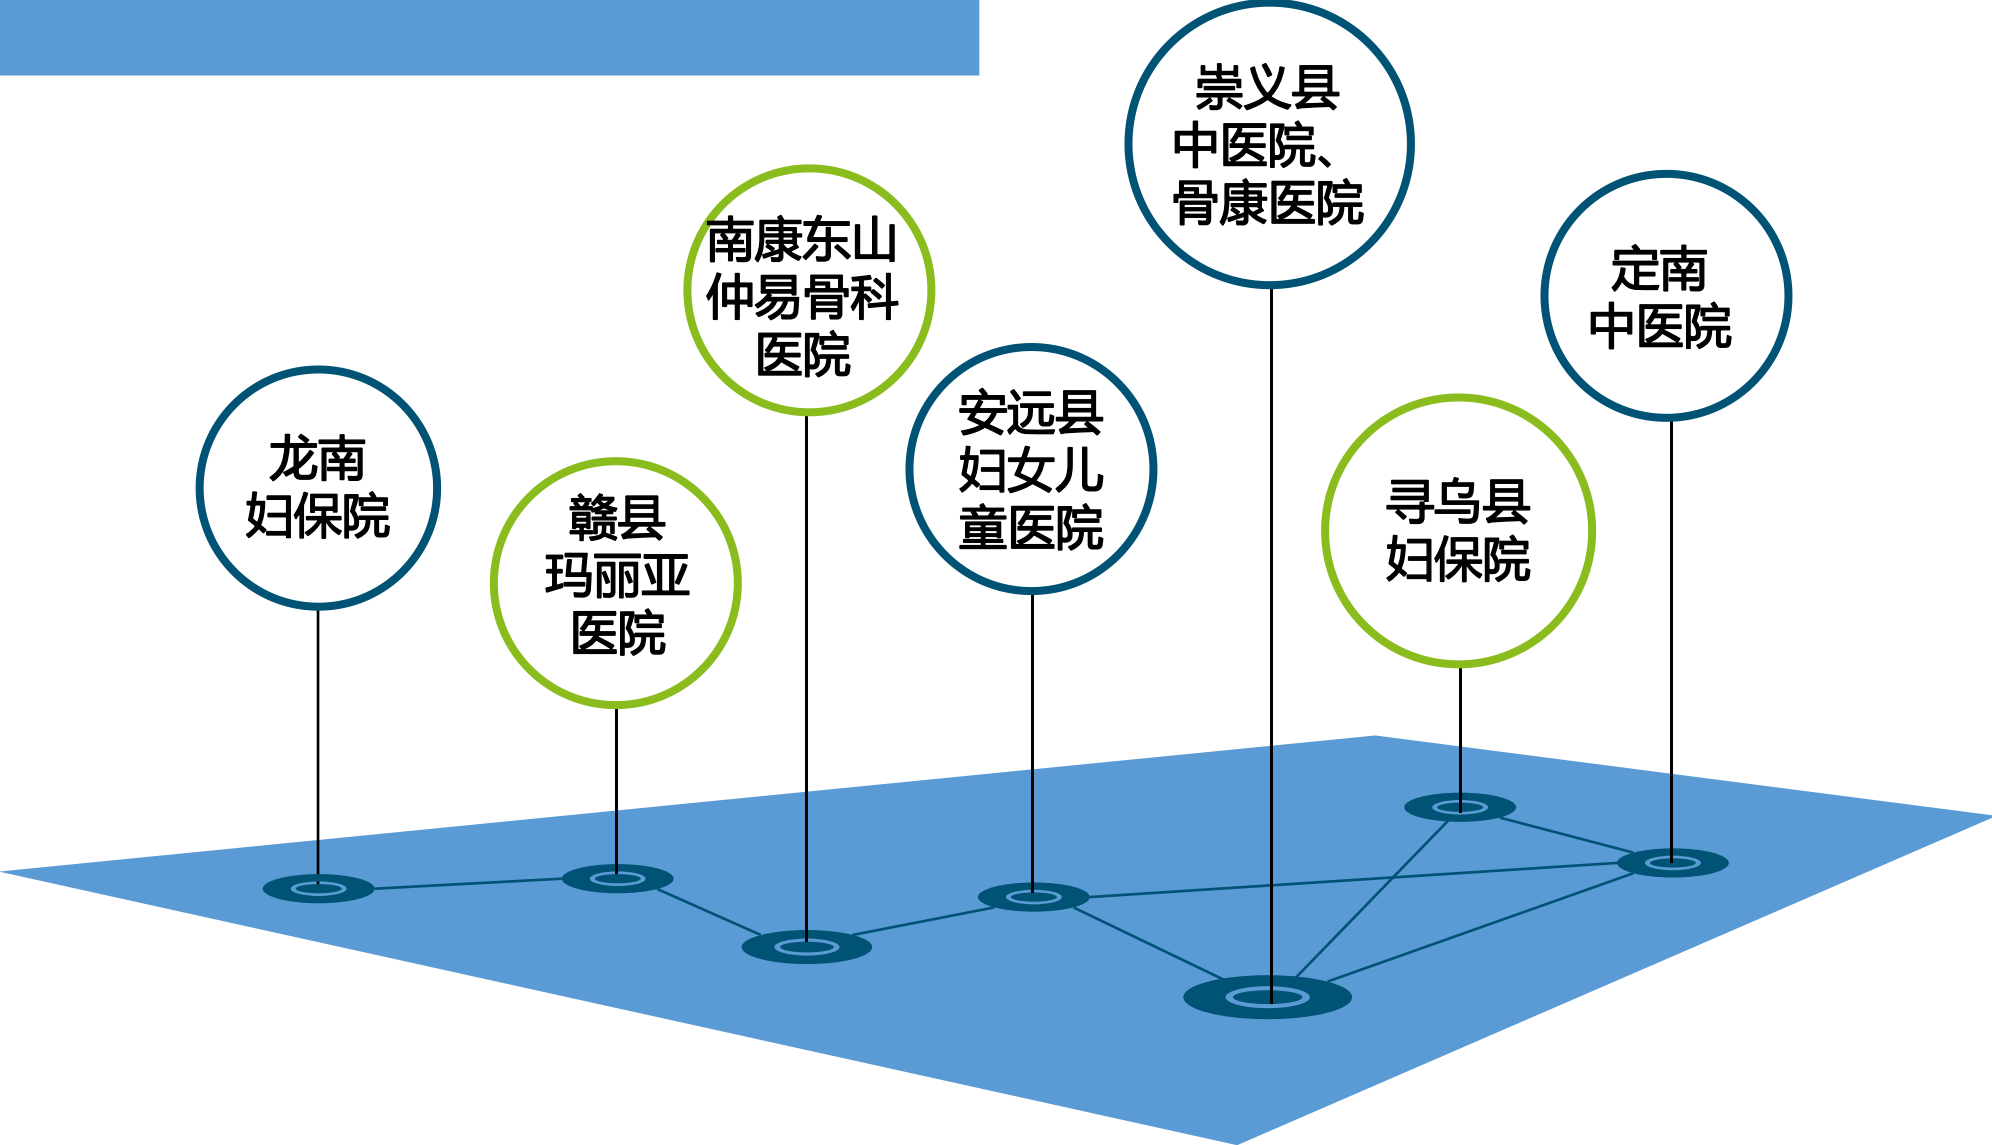 龙南
妇保院
赣县
玛丽亚
医院
南康东山
仲易骨科
医院
安远县
妇女儿
童医院
崇义县
中医院、
骨康医院
寻乌县
妇保院
定南
中医院